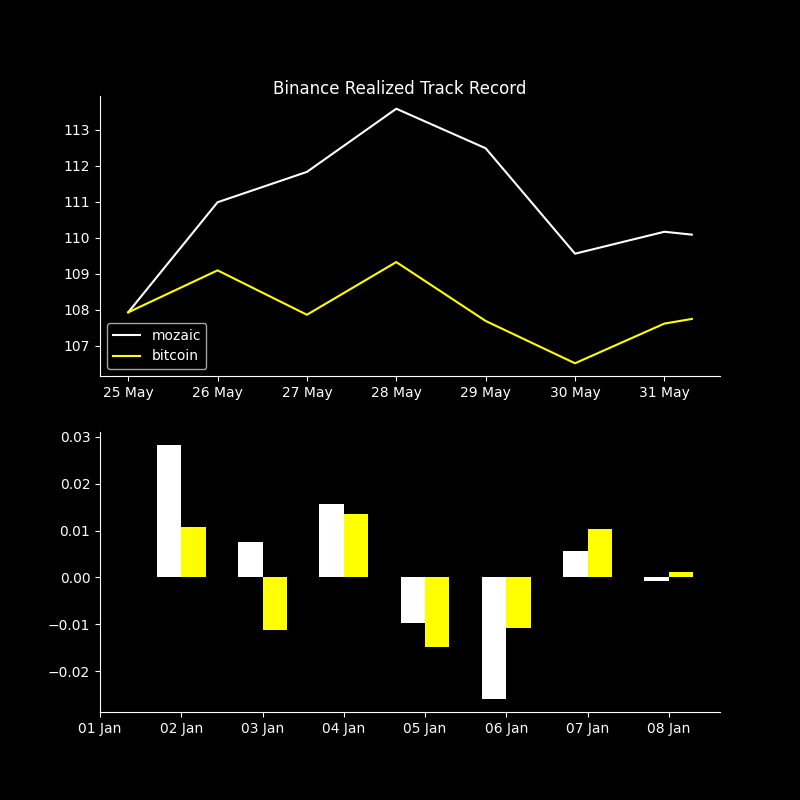 Binance Realized Track Record
113
112
111
110
109
108
107
mozaic
bitcoin
25 May 26 May 27 May 28 May 29 May 30 May 31 May
0.03
0.02
0.01
0.00
−0.01
−0.02
01 Jan 02 Jan 03 Jan 04 Jan 05 Jan 06 Jan 07 Jan 08 Jan